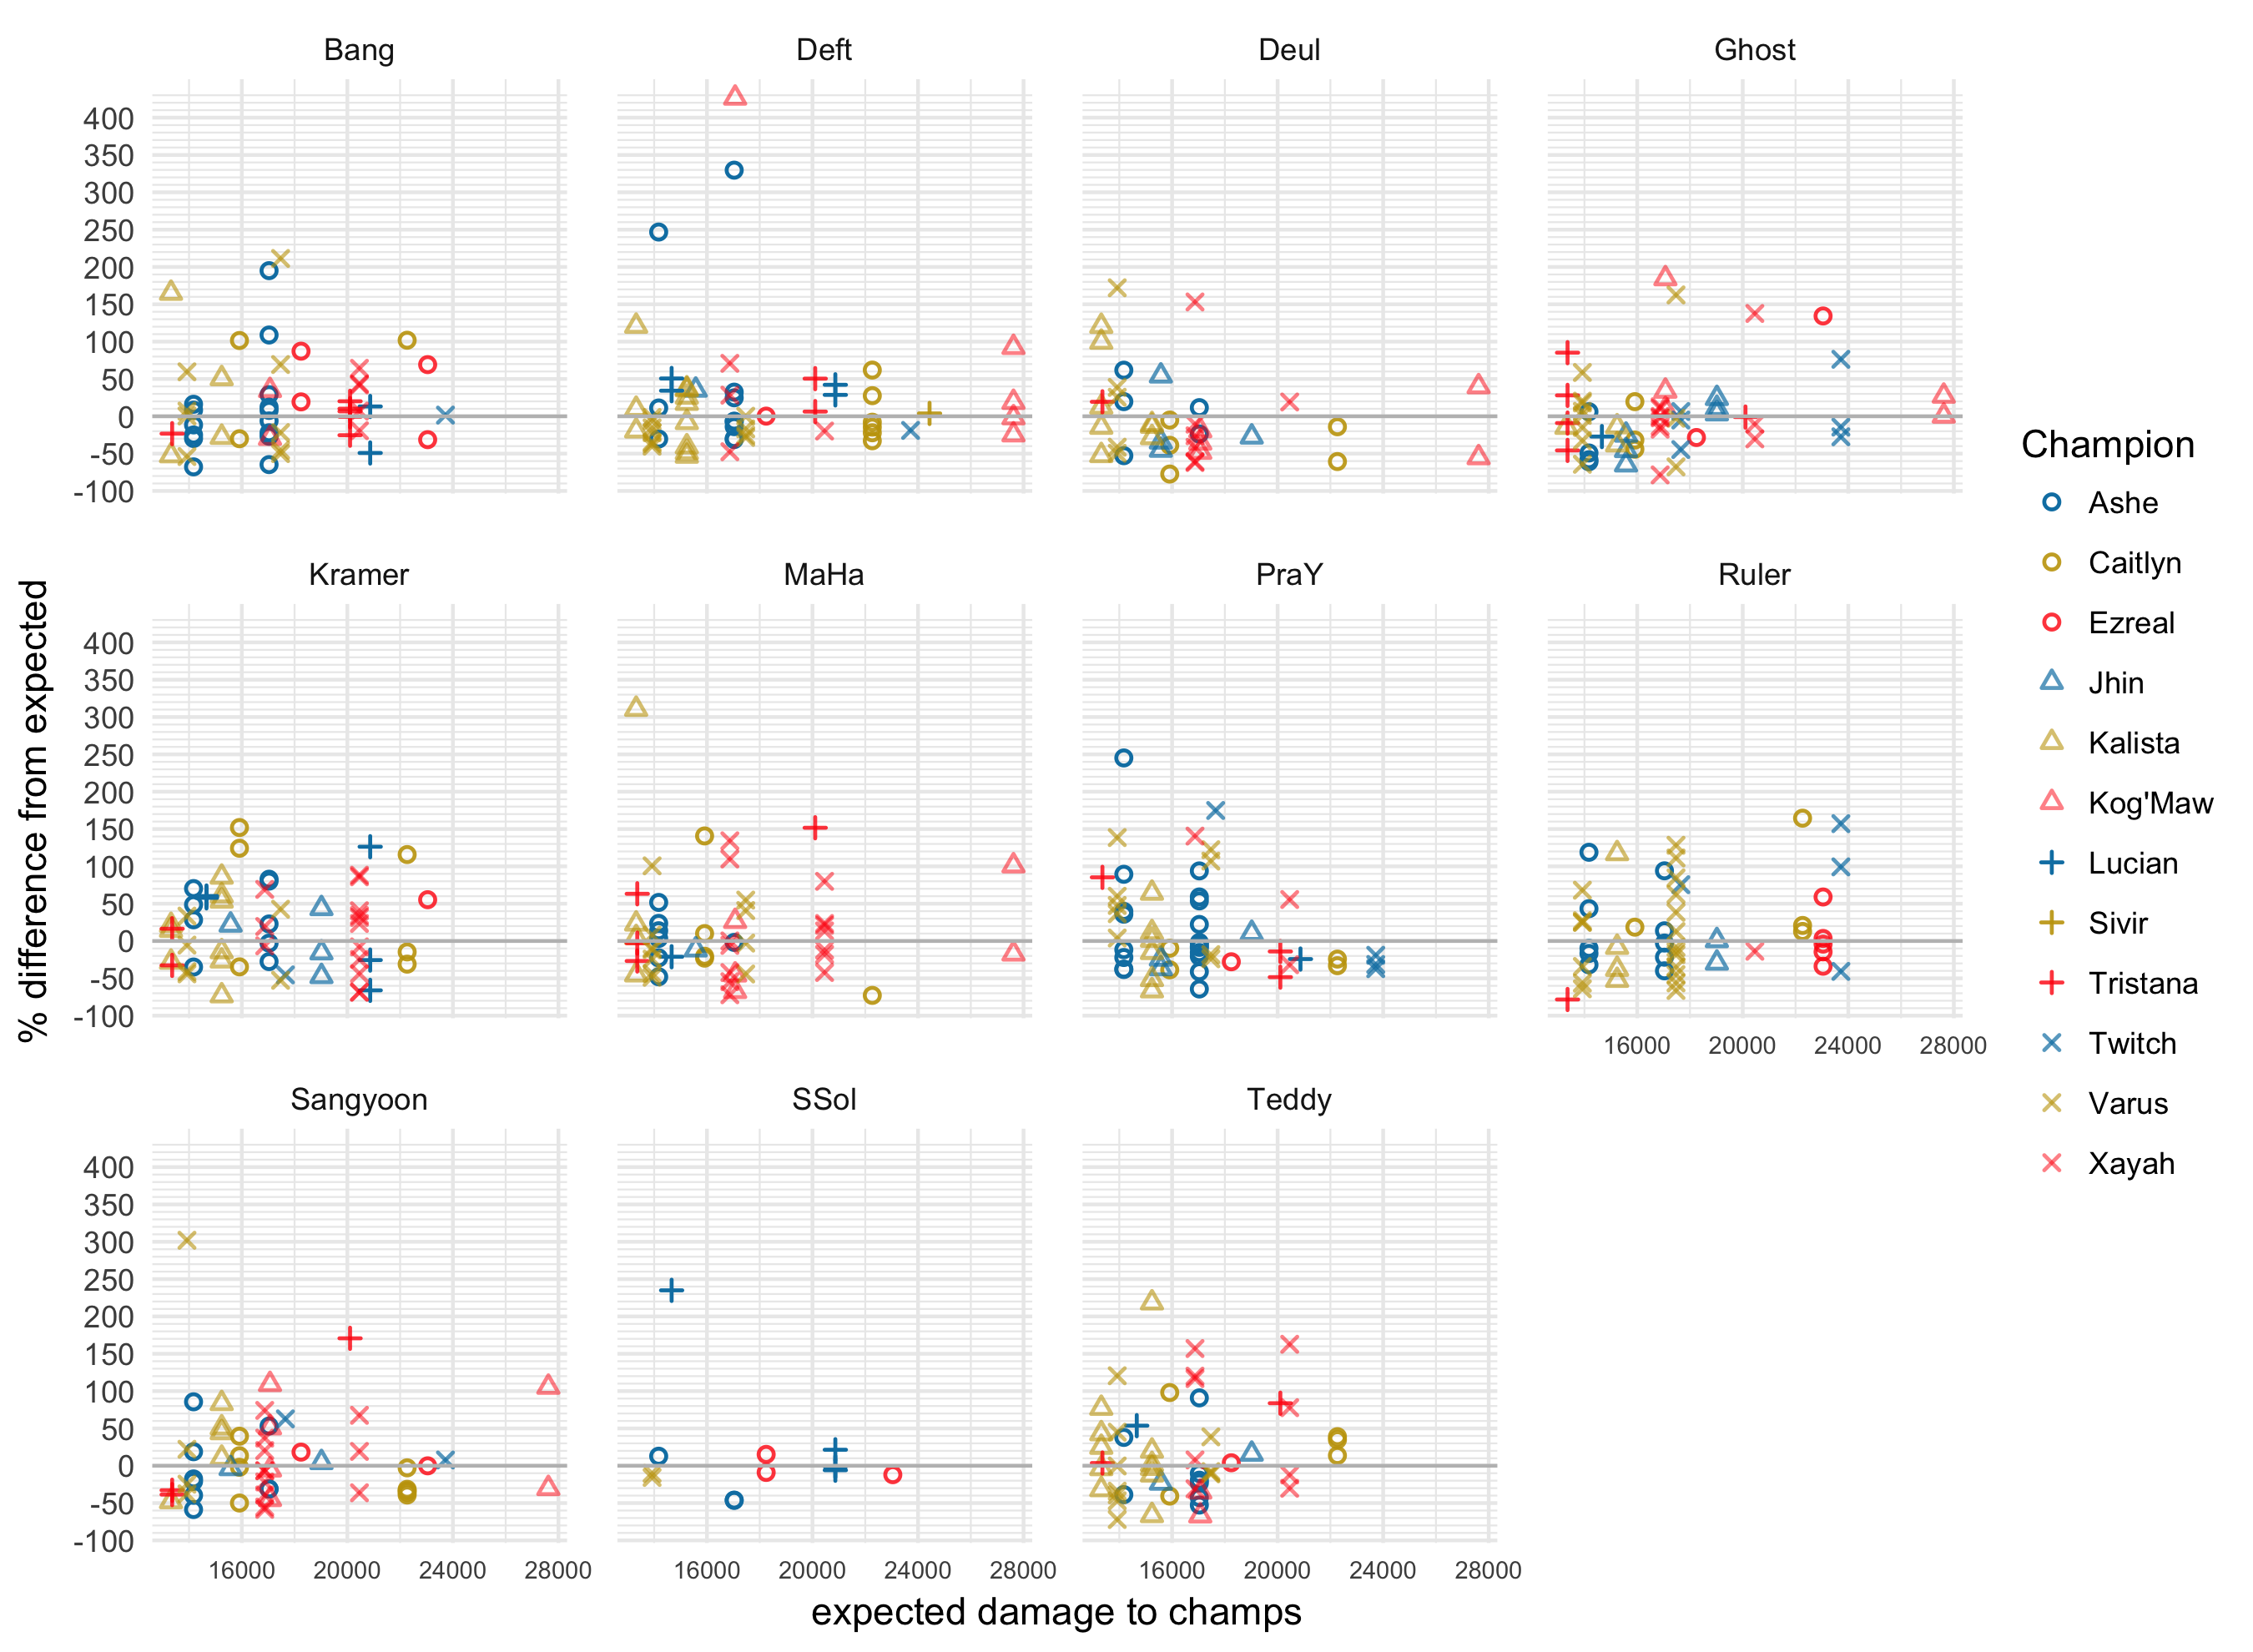 Bang Deft Deul Ghost
400
350
300
250
200
150
100
50
0
-50
-100
Kramer MaHa PraY Ruler
400
350
300
250
200
150
100
50
0
-50
-100
16000 20000 24000 28000
Sangyoon SSol Teddy
400
350
300
250
200
150
100
50
0
-50
-100
16000 20000 24000 28000 16000 20000 24000 28000 16000 20000 24000 28000
expected damage to champs
% difference from expected
Champion
Ashe
Caitlyn
Ezreal
Jhin
Kalista
Kog'Maw
Lucian
Sivir
Tristana
Twitch
Varus
Xayah